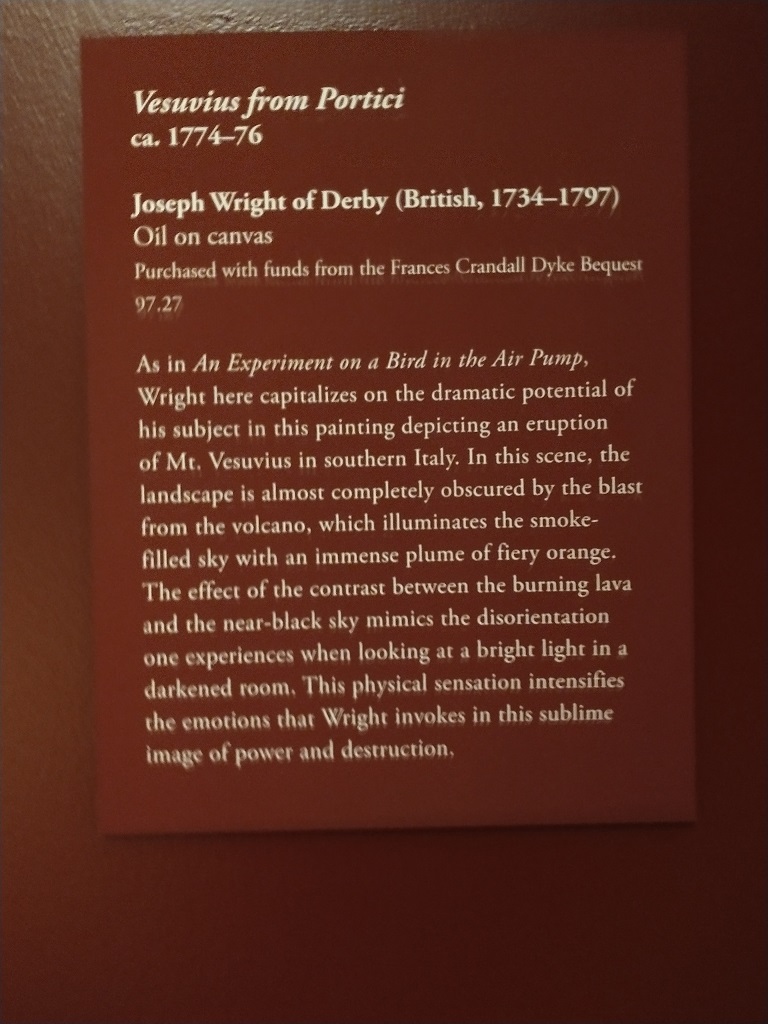 Vesuvius from Portici
ca. 1774–76
Joseph Wright of Derby (British, 1734–1797)
Oil on canvas
Purchased with funds from the Frances Crandall Dyke Bequest
97.27
As in An Experiment on a Bird in the Air Pump,
Wright here capitalizes on the dramatic potential of
his subject in this painting depicting an eruption
of Mt. Vesuvius in southern Italy. In this scene, the
landscape is almost completely obscured by the blast
from the volcano, which illuminates the smoke-
filled sky with an immense plume of fiery orange.
The effect of the contrast between the burning lava
and the near-black sky mimics the disorientation
one experiences when looking at a bright light in a
darkened room. This physical sensation intensifies
the emotions that Wright invokes in this sublime
image of power and destruction.